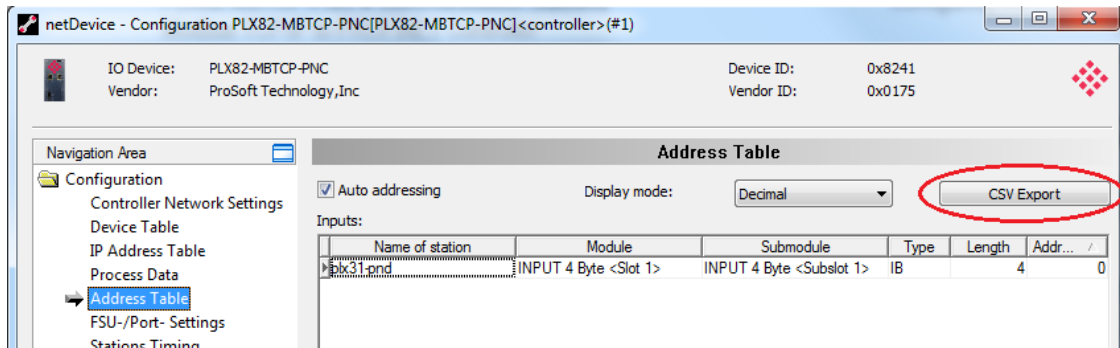 netDevice - Configuration PLX82-MBTCP-PNC[PLX82-MBTCP-PNC]<controller>(#1)
IO Device: PLX82-MBTCP-PNC Device ID: 0x8241
Vendor: ProSoft Technology,Inc Vendor ID: 0x0175
Navigation Area
Configuration
Controller Network Settings
Device Table
IP Address Table
Process Data
Address Table
FSU-/Port- Settings
Stations Timing
Address Table
Auto addressing Display mode: Decimal CSV Export
Inputs:
Name of station Module Submodule Type Length Addr...
plx31-pnd INPUT 4 Byte <Slot 1> INPUT 4 Byte <Subslot 1> IB 4 0